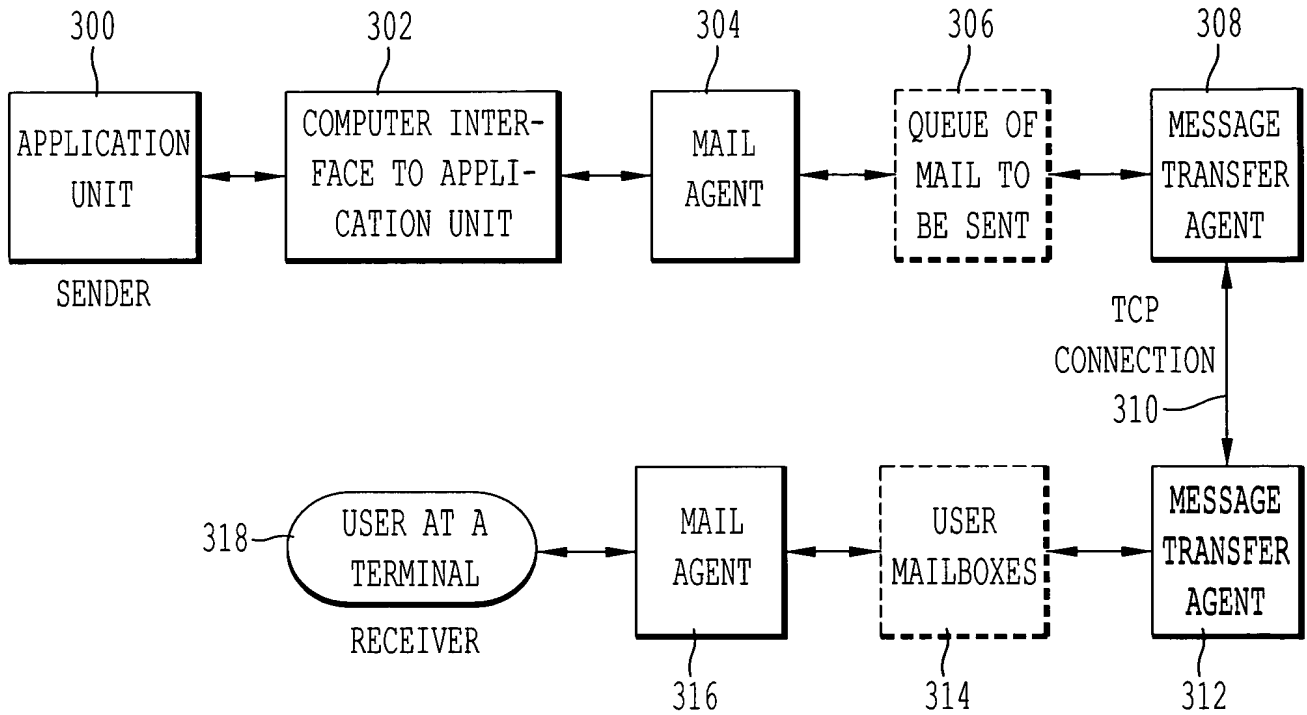 300
302
304
306
308
APPLICATION
UNIT
COMPUTER INTER-
FACE TO APPLI-
CATION UNIT
MAIL
AGENT
QUEUE OF
MAIL TO
BE SENT
MESSAGE
TRANSFER
AGENT
SENDER
TCP
CONNECTION
310
318
USER AT A
TERMINAL
RECEIVER
MAIL
AGENT
USER
MAILBOXES
MESSAGE
TRANSFER
AGENT
316
314
312